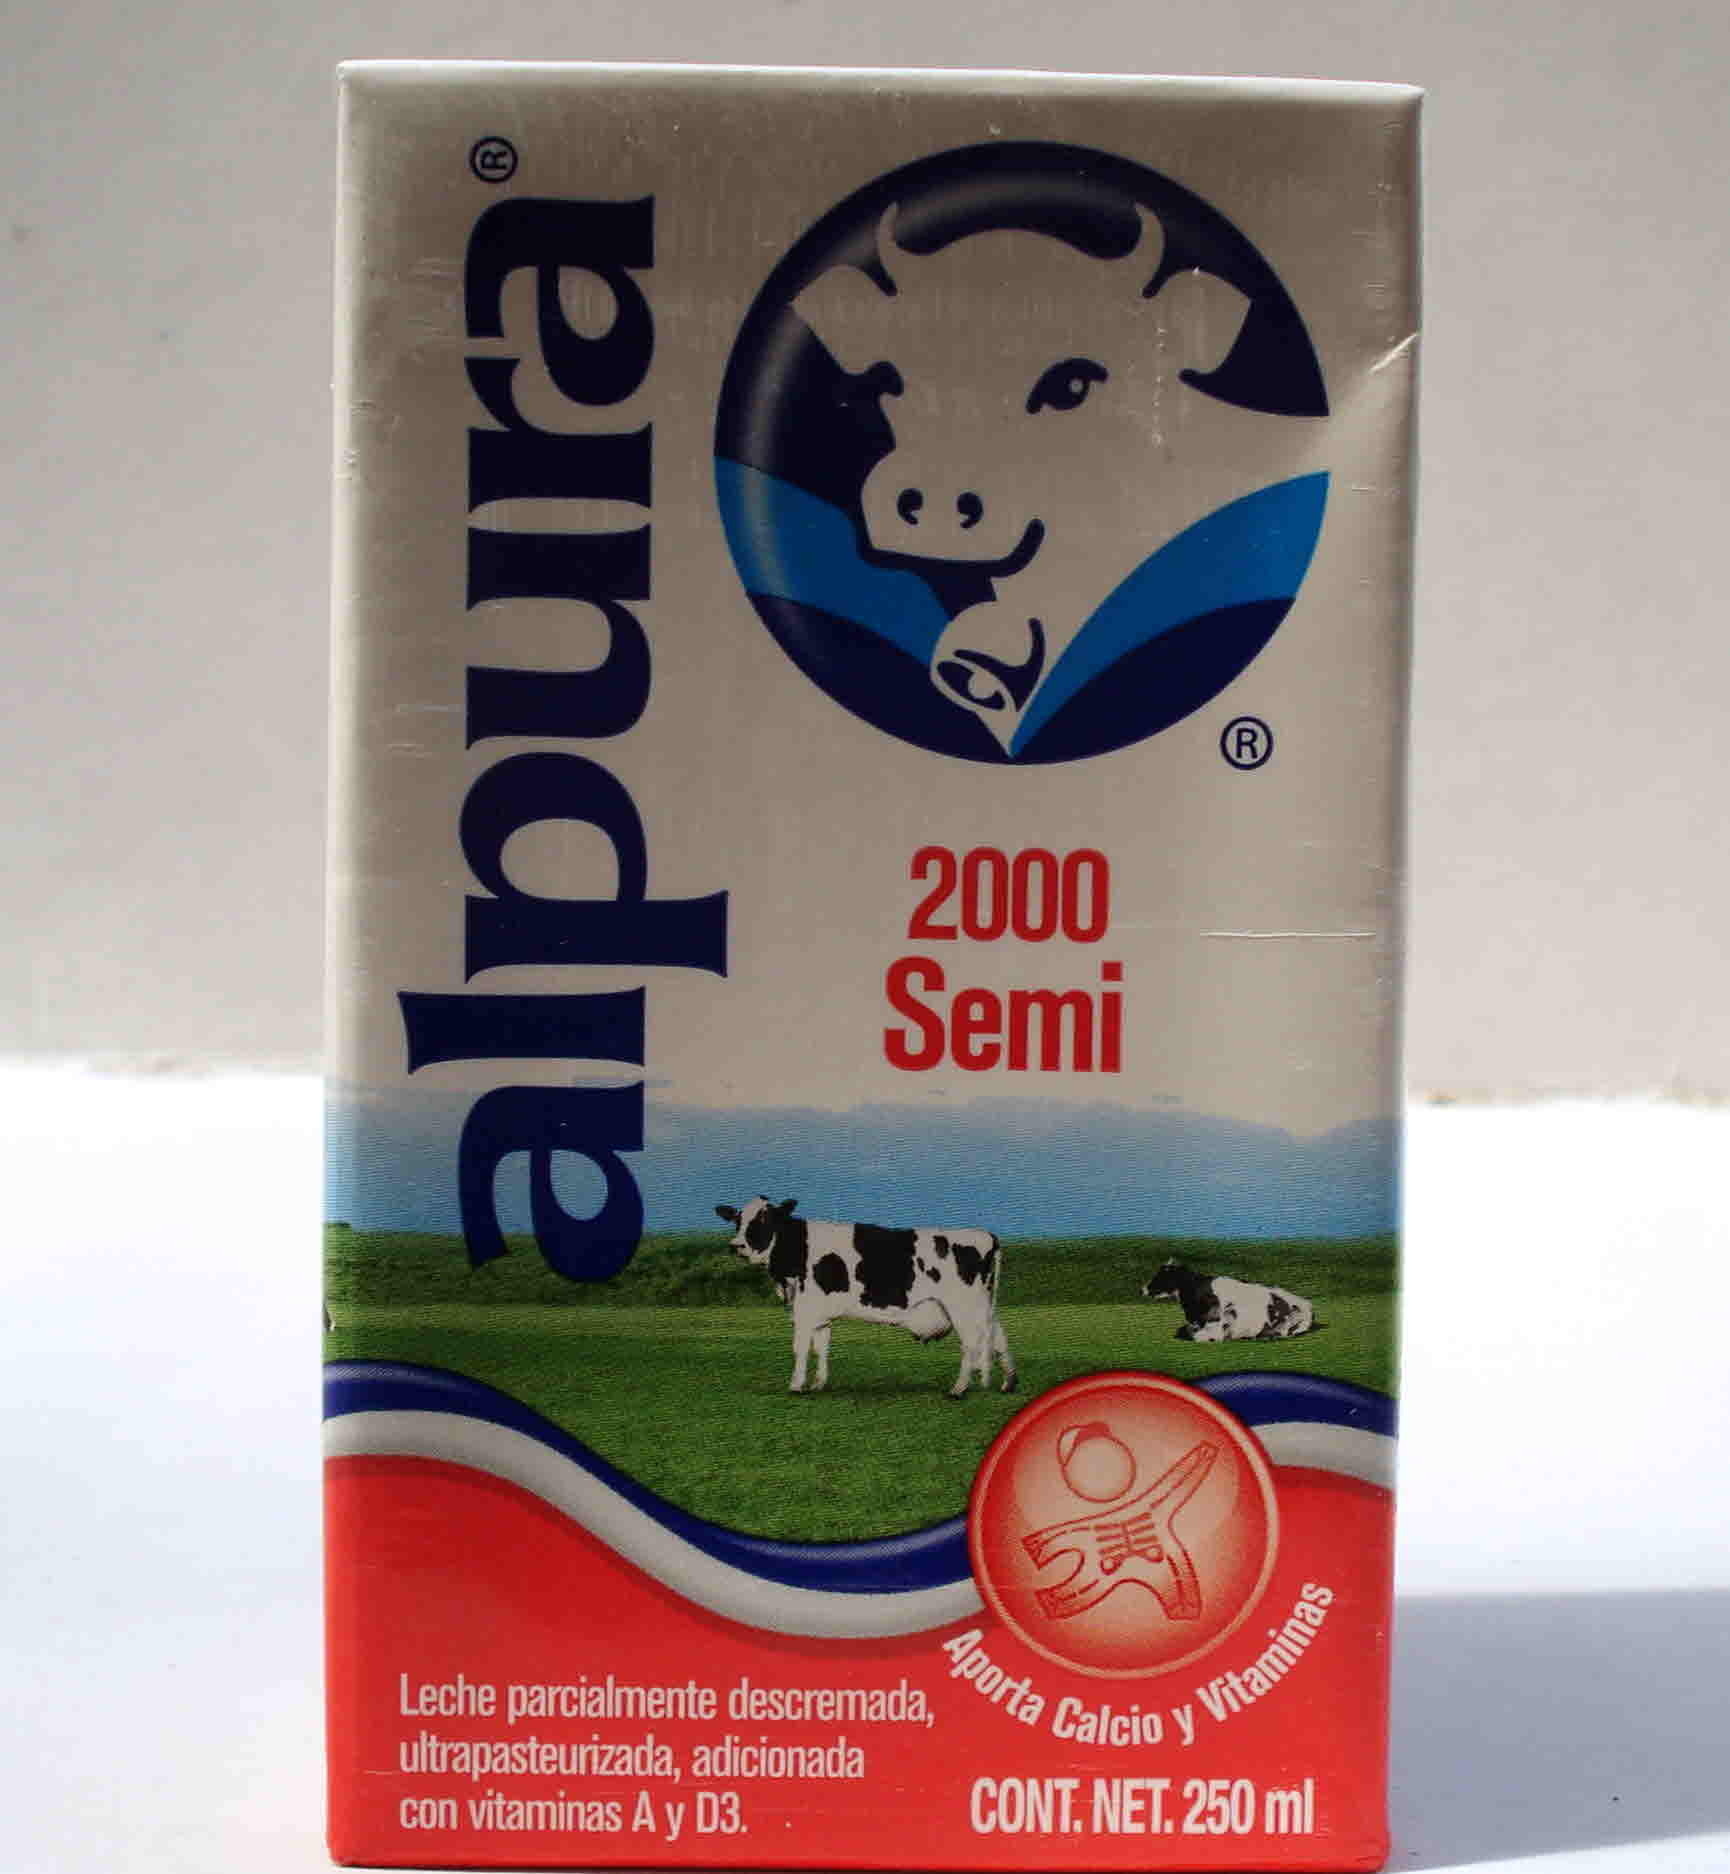 alpura®
®
2000
Semi
Aporta Calcio y Vitaminas
Leche parcialmente descremada,
ultrapasteurizada, adicionada
con vitaminas A y D3.
CONT. NET. 250 ml